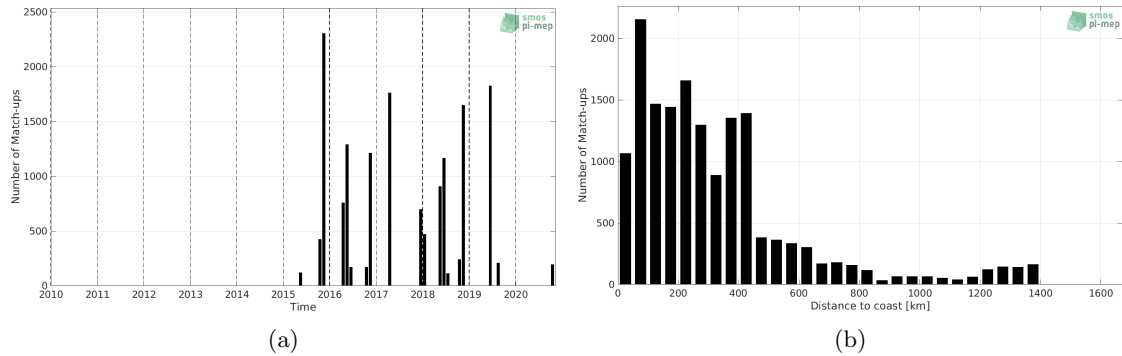 2500
2000
1500
1000
500
0
Number of Match-ups
2010 2011 2012 2013 2014 2015 2016 2017 2018 2019 2020
Time
smos
pi-mep
(a)
2000
1500
1000
500
0
Number of Match-ups
0 200 400 600 800 1000 1200 1400 1600
Distance to coast [km]
smos
pi-mep
(b)